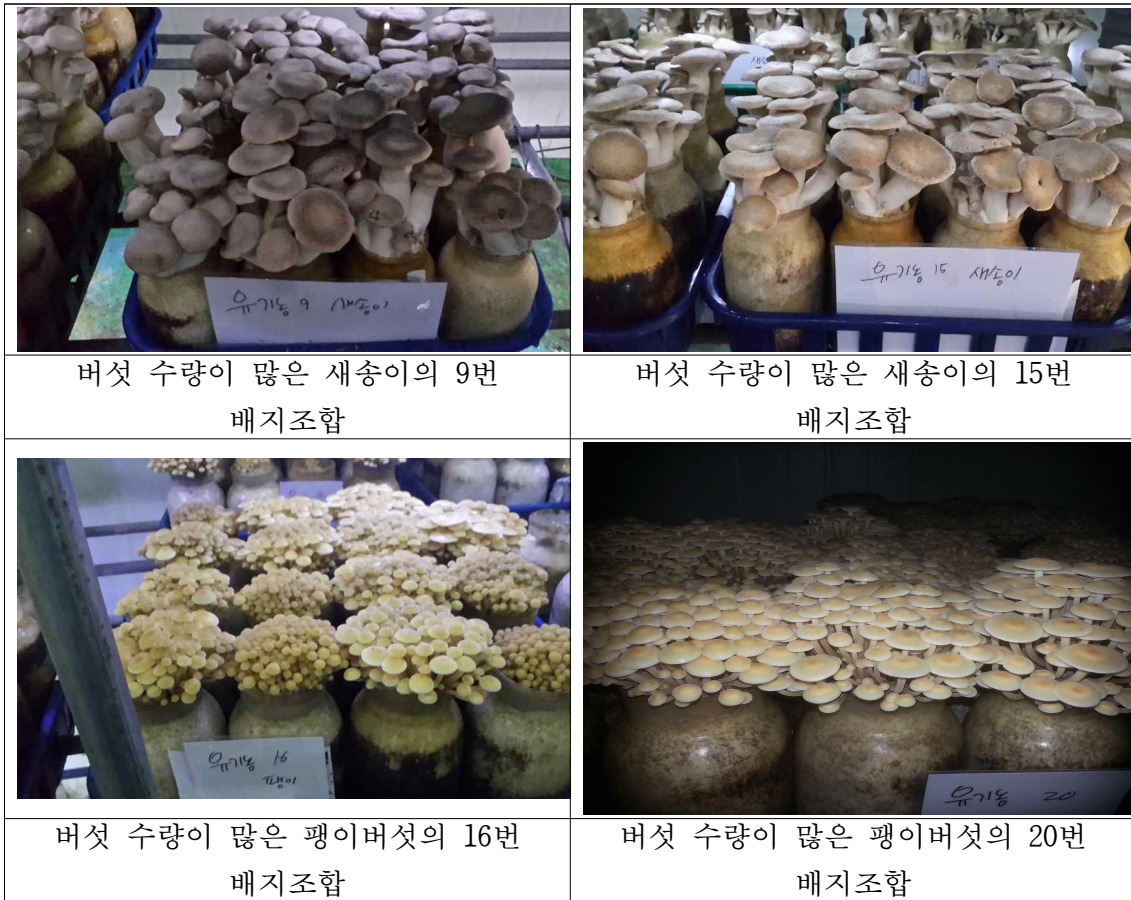 유기농 6 새송이
유기농 15 새송이
버섯 수량이 많은 새송이의 9번
배지조합
버섯 수량이 많은 새송이의 15번
배지조합
유기농 16
팽이
유기농 20
버섯 수량이 많은 팽이버섯의 16번
배지조합
버섯 수량이 많은 팽이버섯의 20번
배지조합